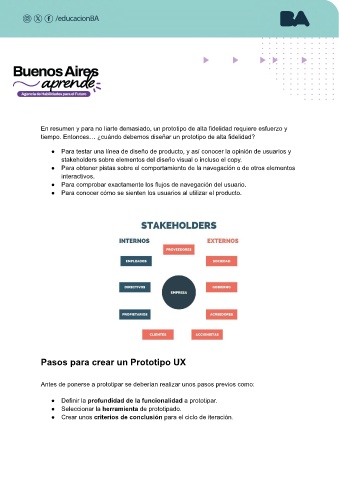 /educacionBA
BA
Buenos Aires
aprende
Agencia de Habilidades para el Futuro
En resumen y para no liarte demasiado, un prototipo de alta fidelidad requiere esfuerzo y
tiempo. Entonces… ¿cuándo debemos diseñar un prototipo de alta fidelidad?
● Para testar una línea de diseño de producto, y así conocer la opinión de usuarios y
stakeholders sobre elementos del diseño visual o incluso el copy.
● Para obtener pistas sobre el comportamiento de la navegación o de otros elementos
interactivos.
● Para comprobar exactamente los flujos de navegación del usuario.
● Para conocer cómo se sienten los usuarios al utilizar el producto.
STAKEHOLDERS
INTERNOS
EXTERNOS
PROVEEDORES
EMPLEADOS
SOCIEDAD
DIRECTIVOS
EMPRESA
GOBIERNO
PROPIETARIOS
ACREEDORES
CLIENTES
ACCIONISTAS
Pasos para crear un Prototipo UX
Antes de ponerse a prototipar se deberían realizar unos pasos previos como:
● Definir la profundidad de la funcionalidad a prototipar.
● Seleccionar la herramienta de prototipado.
● Crear unos criterios de conclusión para el ciclo de iteración.